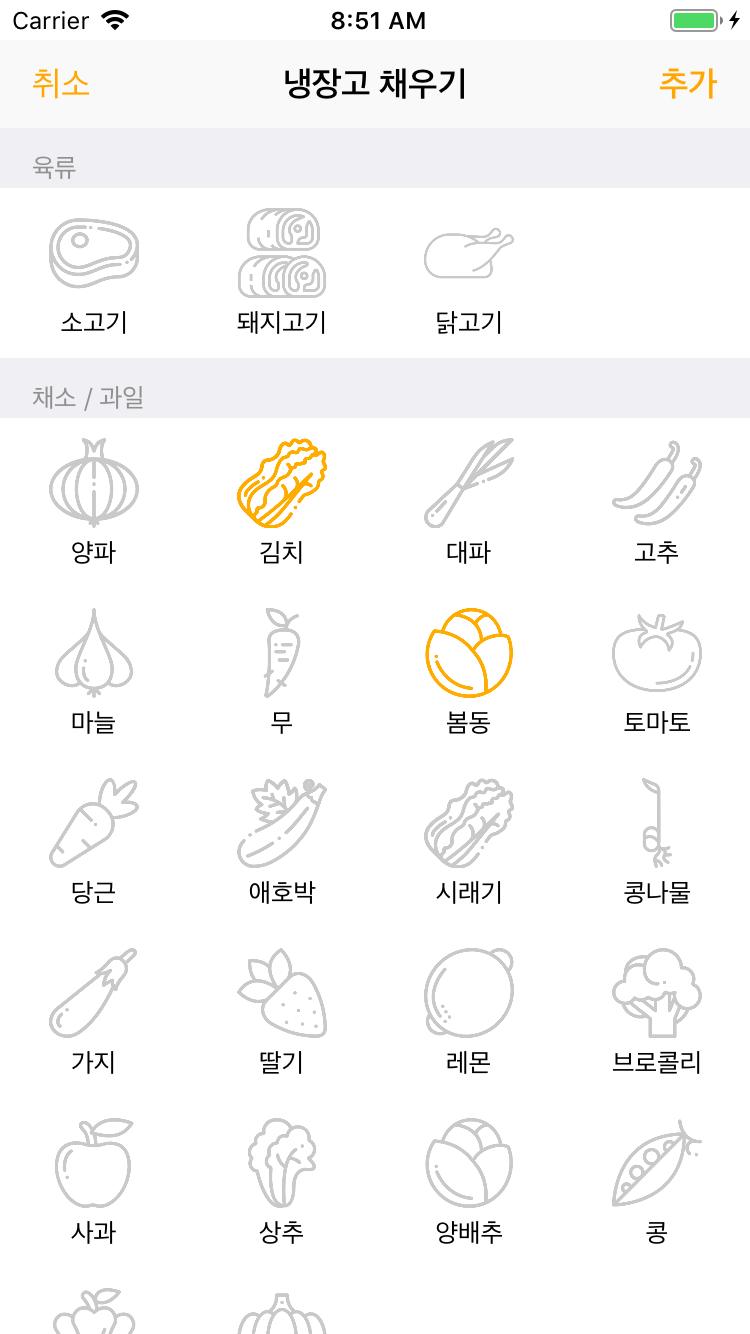 Carrier 8:51 AM
취소 냉장고 채우기 추가
육류
소고기 돼지고기 닭고기
채소 / 과일
양파 김치 대파 고추
마늘 무 봄동 토마토
당근 애호박 시래기 콩나물
가지 딸기 레몬 브로콜리
사과 상추 양배추 콩